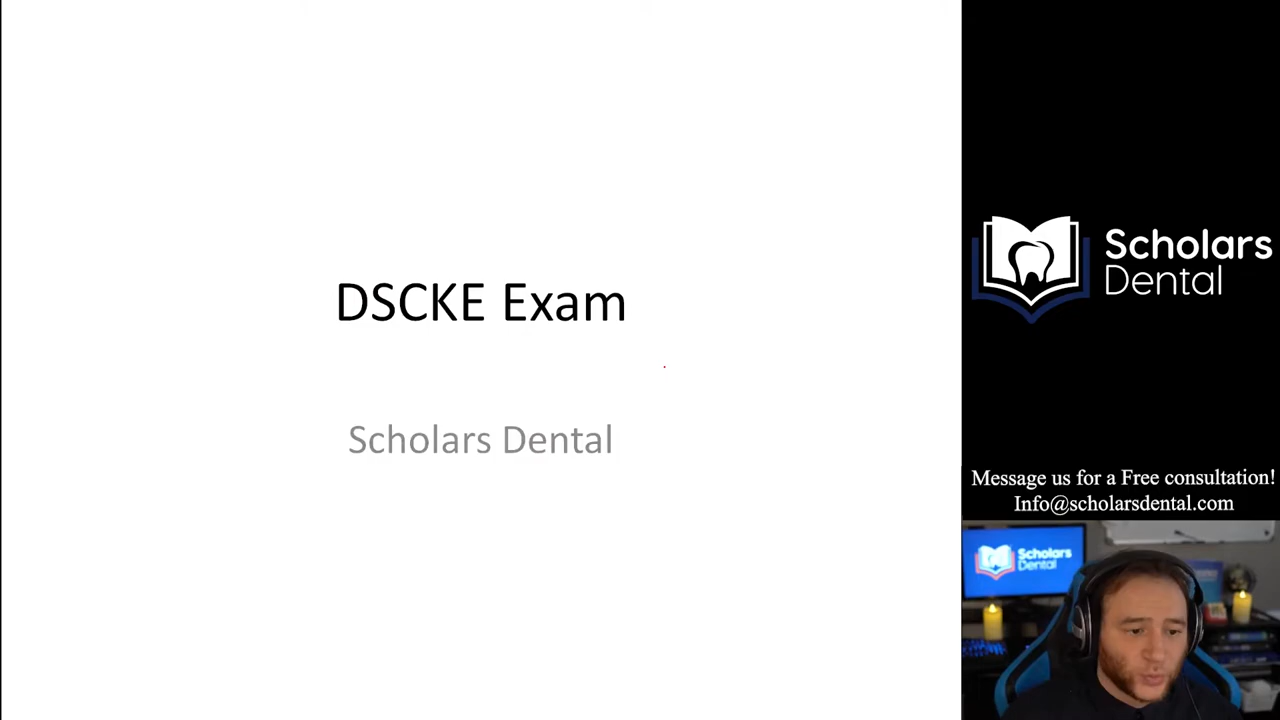 DSCKE Exam
Scholars Dental
Scholars
Dental
Message us for a Free consultation!
Info@scholarsdental.com
Scholars
Dental